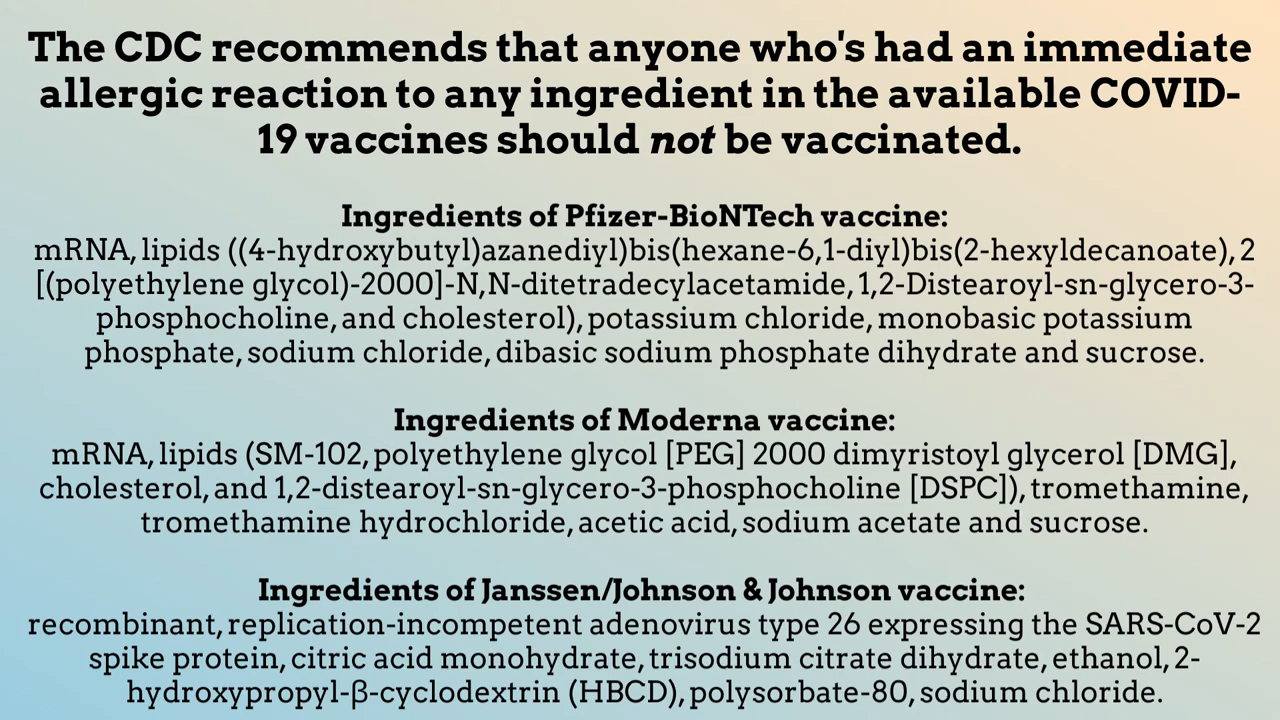 The CDC recommends that anyone who's had an immediate
allergic reaction to any ingredient in the available COVID-
19 vaccines should not be vaccinated.
Ingredients of Pfizer-BioNTech vaccine:
mRNA, lipids ((4-hydroxybutyl)azanediyl)bis(hexane-6,1-diyl)bis(2-hexyldecanoate), 2
[(polyethylene glycol)-2000]-N,N-ditetradecylacetamide, 1,2-Distearoyl-sn-glycero-3-
phosphocholine, and cholesterol), potassium chloride, monobasic potassium
phosphate, sodium chloride, dibasic sodium phosphate dihydrate and sucrose.
Ingredients of Moderna vaccine:
mRNA, lipids (SM-102, polyethylene glycol [PEG] 2000 dimyristoyl glycerol [DMG],
cholesterol, and 1,2-distearoyl-sn-glycero-3-phosphocholine [DSPC]), tromethamine,
tromethamine hydrochloride, acetic acid, sodium acetate and sucrose.
Ingredients of Janssen/Johnson & Johnson vaccine:
recombinant, replication-incompetent adenovirus type 26 expressing the SARS-CoV-2
spike protein, citric acid monohydrate, trisodium citrate dihydrate, ethanol, 2-
hydroxypropyl-β-cyclodextrin (HBCD), polysorbate-80, sodium chloride.